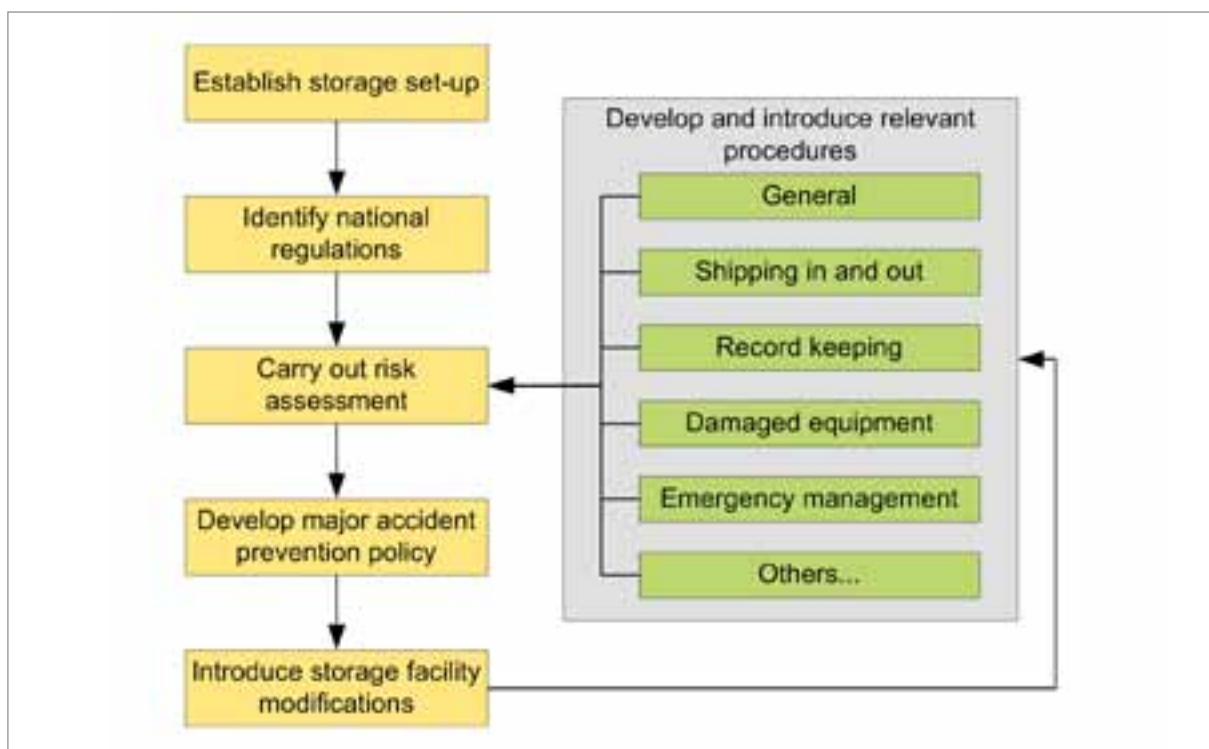 Establish storage set-up
Identify national
regulations
Carry out risk
assessment
Develop major accident
prevention policy
Introduce storage facility
modifications
Develop and introduce relevant
procedures
General
Shipping in and out
Record keeping
Damaged equipment
Emergency management
Others...